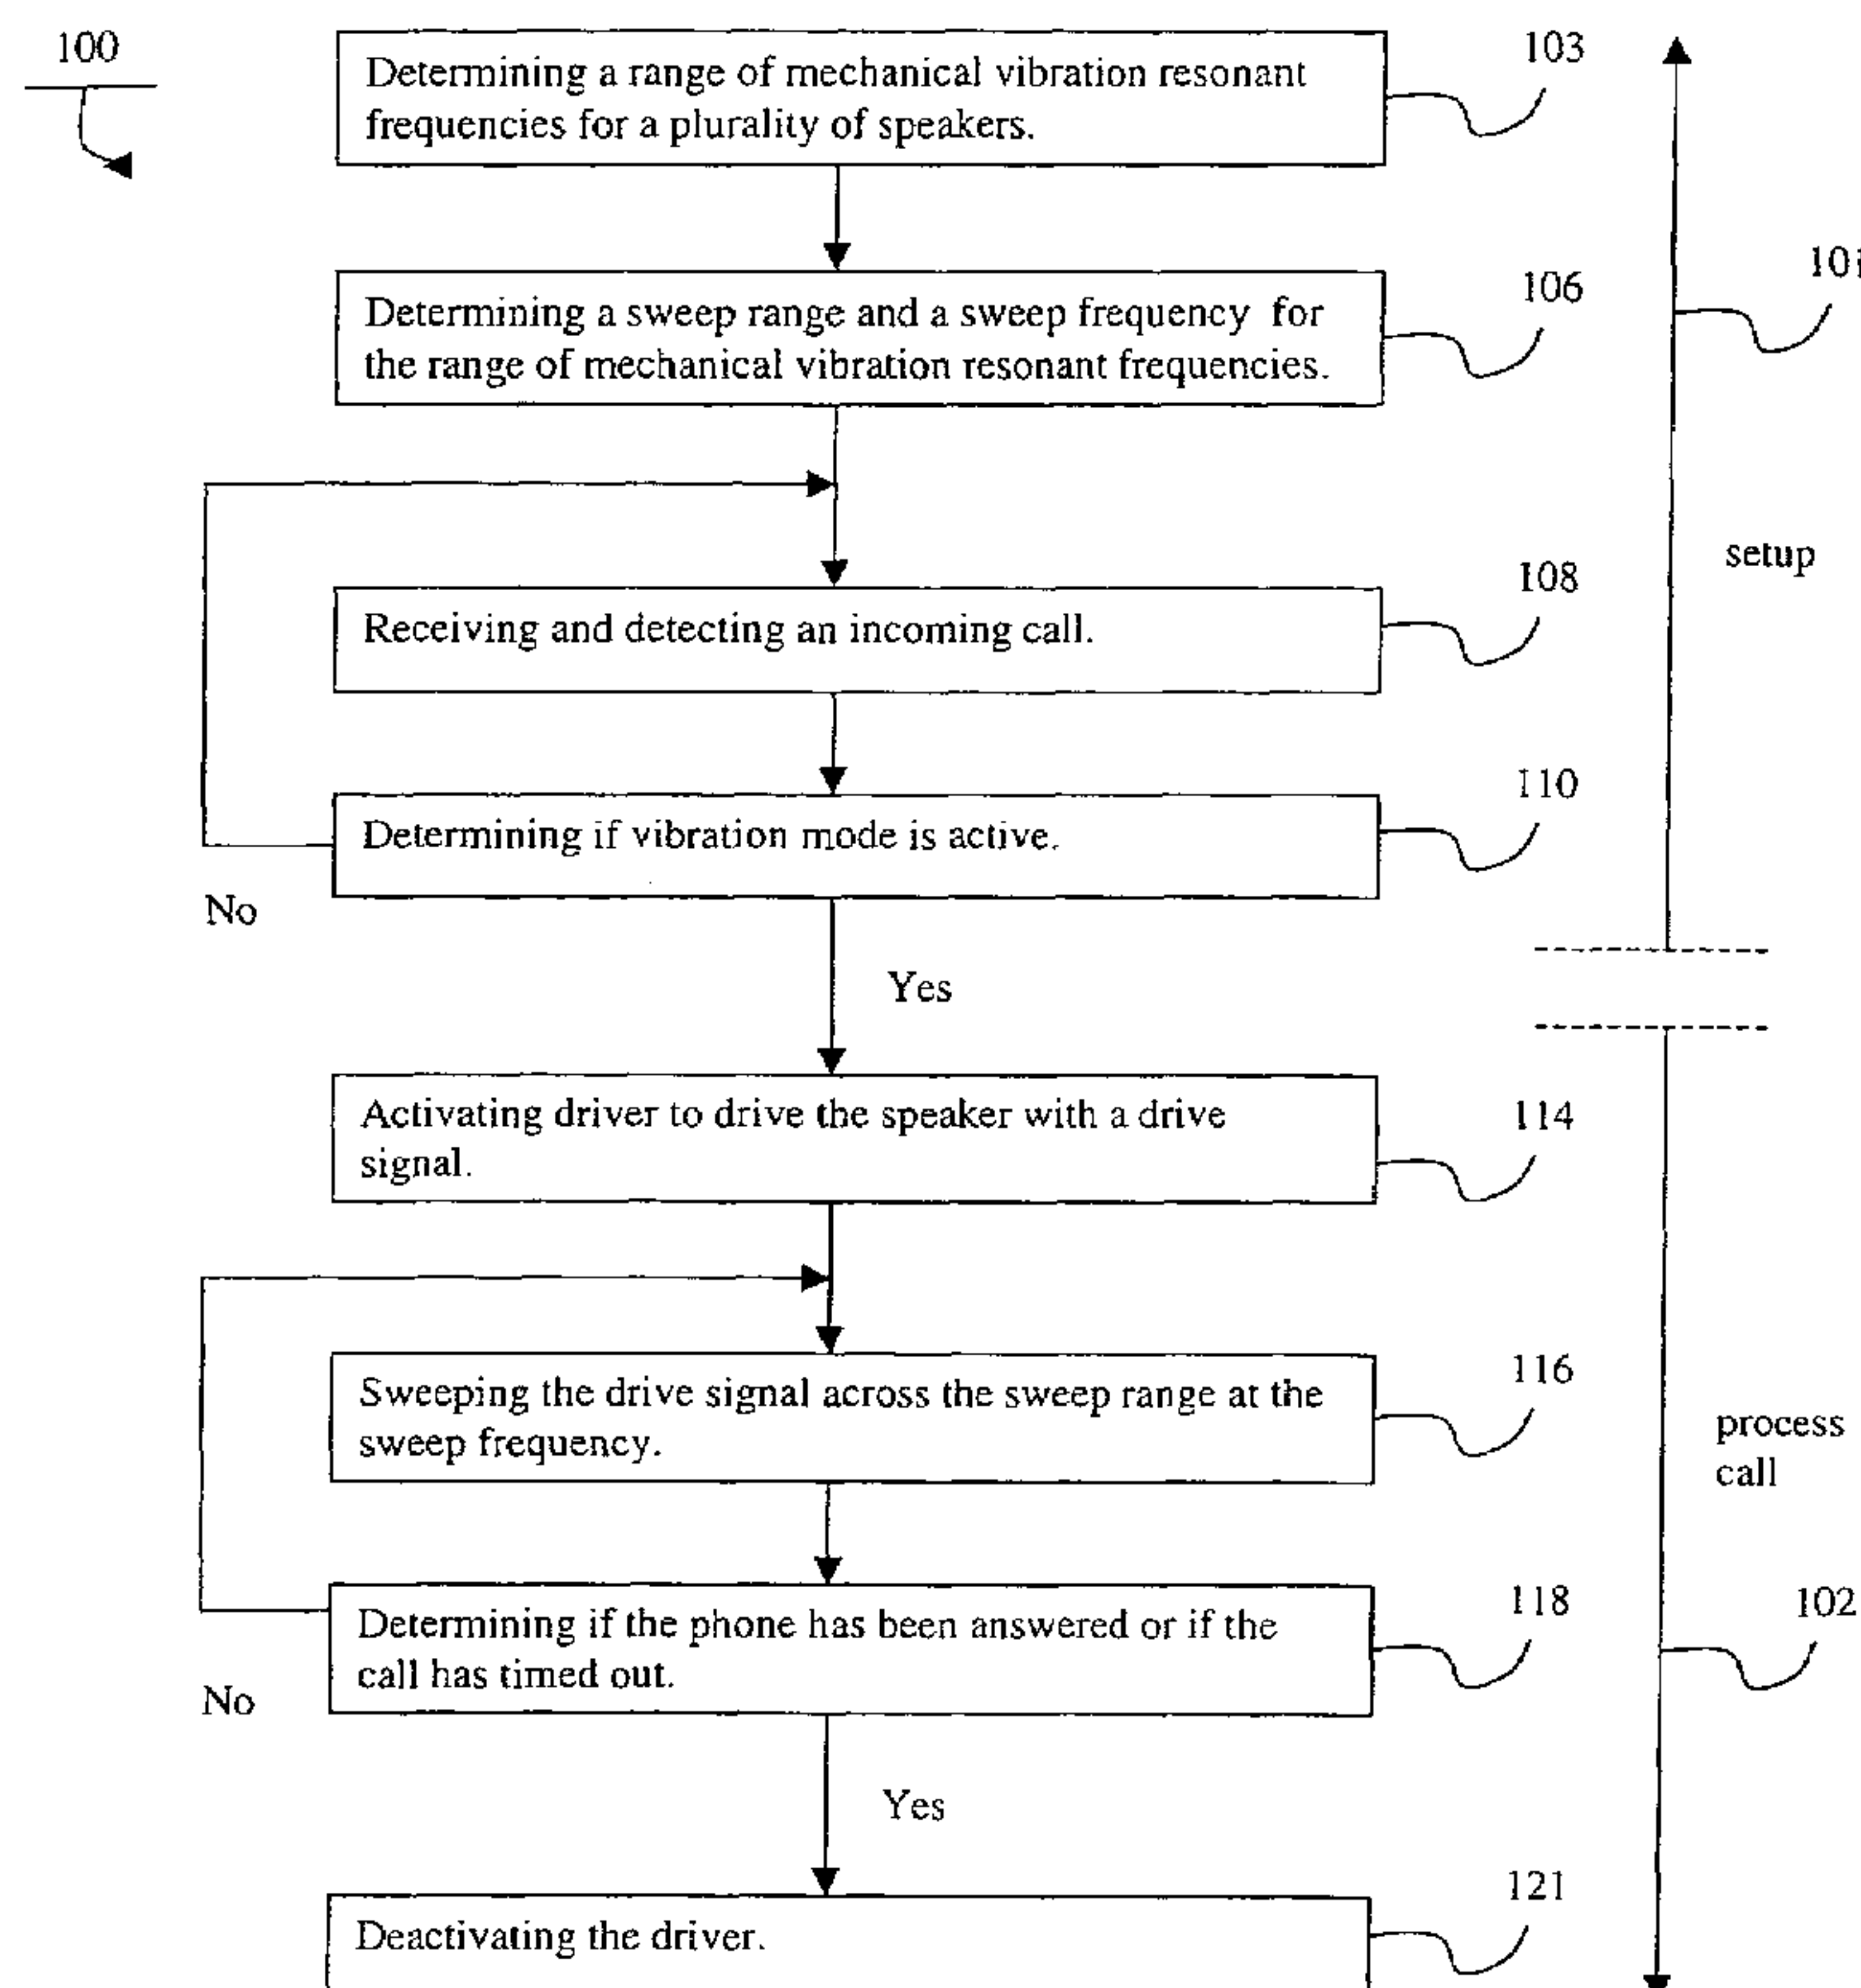 100
Determining a range of mechanical vibration resonant
frequencies for a plurality of speakers.
103
Determining a sweep range and a sweep frequency for
the range of mechanical vibration resonant frequencies.
106
101
setup
Receiving and detecting an incoming call.
108
Determining if vibration mode is active.
110
No
Yes
Activating driver to drive the speaker with a drive
signal.
114
Sweeping the drive signal across the sweep range at the
sweep frequency.
116
process
call
Determining if the phone has been answered or if the
call has timed out.
118
102
No
Yes
Deactivating the driver.
121